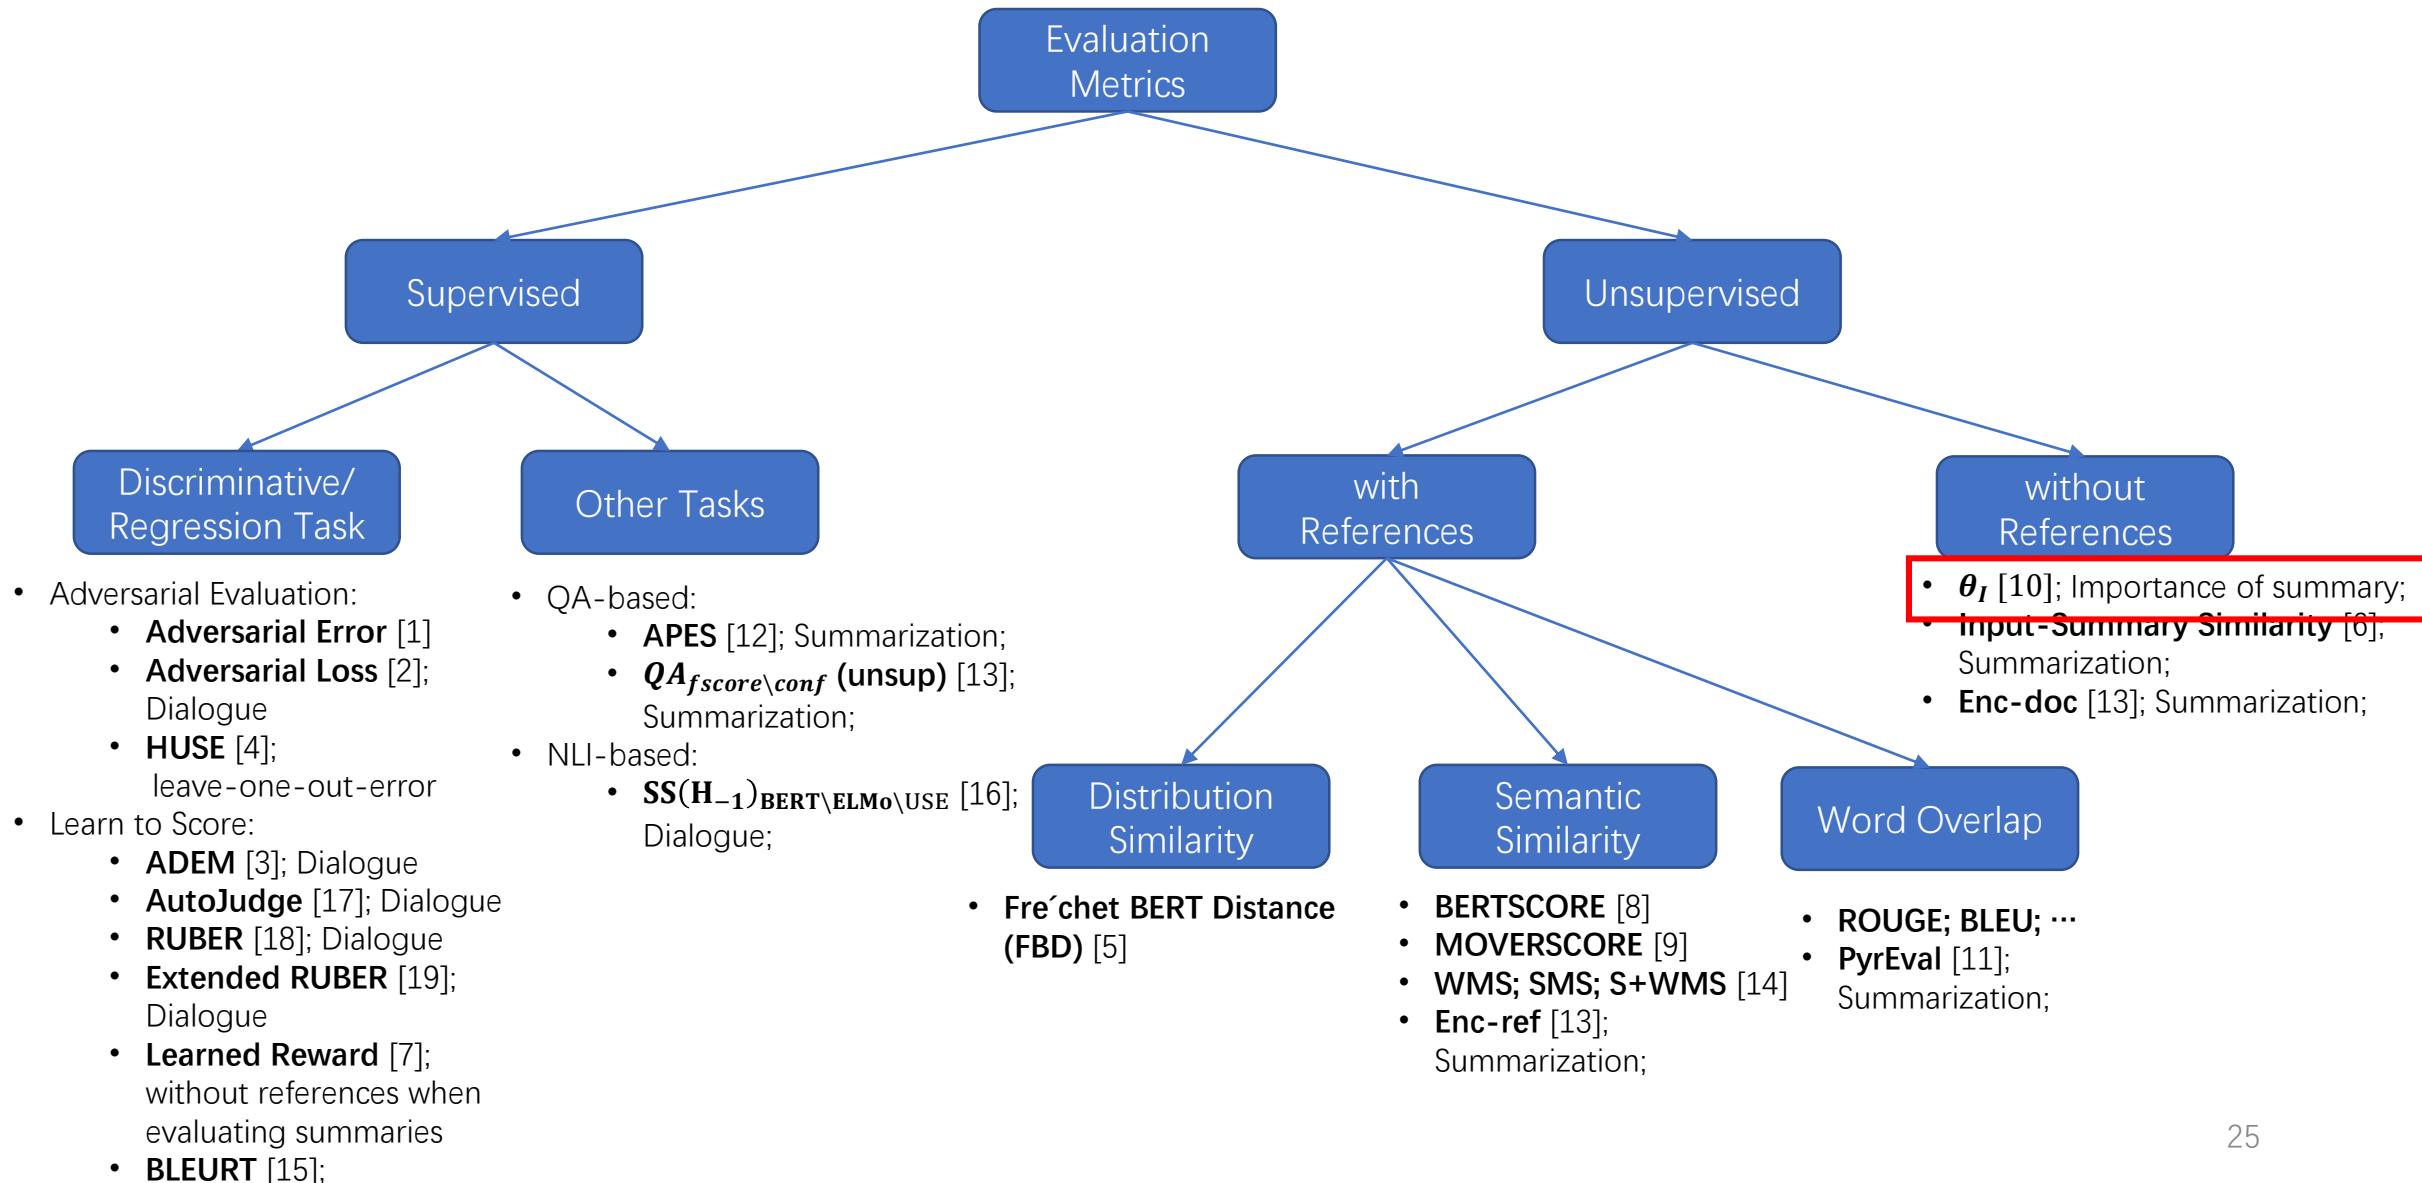 Evaluation
Metrics
Supervised
Unsupervised
Discriminative/
Regression Task
Other Tasks
with
References
without
References
• Adversarial Evaluation:
• Adversarial Error [1]
• Adversarial Loss [2];
Dialogue
• HUSE [4];
leave-one-out-error
• Learn to Score:
• ADEM [3]; Dialogue
• AutoJudge [17]; Dialogue
• RUBER [18]; Dialogue
• Extended RUBER [19];
Dialogue
• Learned Reward [7];
without references when
evaluating summaries
• BLEURT [15];
• QA-based:
• APES [12]; Summarization;
• QA_{fscore\conf} (unsup) [13];
Summarization;
• NLI-based:
• SS(H_{−1})_{BERT\ELMo\USE} [16];
Dialogue;
• θ_I [10]; Importance of summary;
• Input-Summary Similarity [6];
Summarization;
• Enc-doc [13]; Summarization;
Distribution
Similarity
Semantic
Similarity
Word Overlap
• Fre´chet BERT Distance
(FBD) [5]
• BERTSCORE [8]
• MOVERSCORE [9]
• WMS; SMS; S+WMS [14]
• Enc-ref [13];
Summarization;
• ROUGE; BLEU; ···
• PyrEval [11];
Summarization;
25